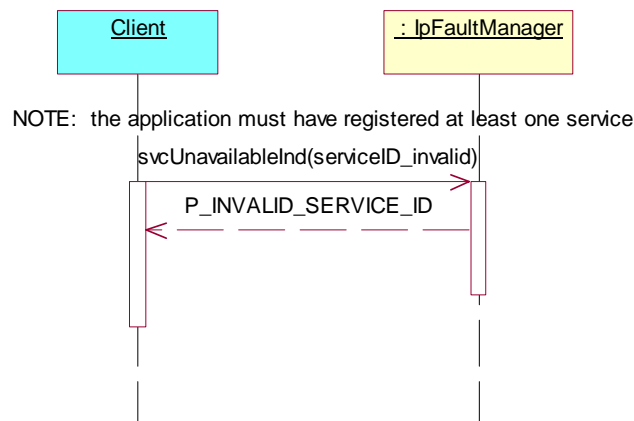 Client
: IpFaultManager
NOTE: the application must have registered at least one service
svcUnavailableInd(serviceID_invalid)
P_INVALID_SERVICE_ID